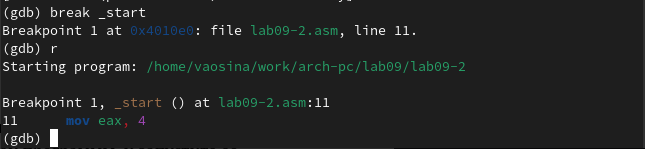 (gdb) break _start
Breakpoint 1 at 0x4010e0: file lab09-2.asm, line 11.
(gdb) r
Starting program: /home/vaosina/work/arch-pc/lab09/lab09-2
Breakpoint 1, _start () at lab09-2.asm:11
11      mov eax, 4
(gdb)